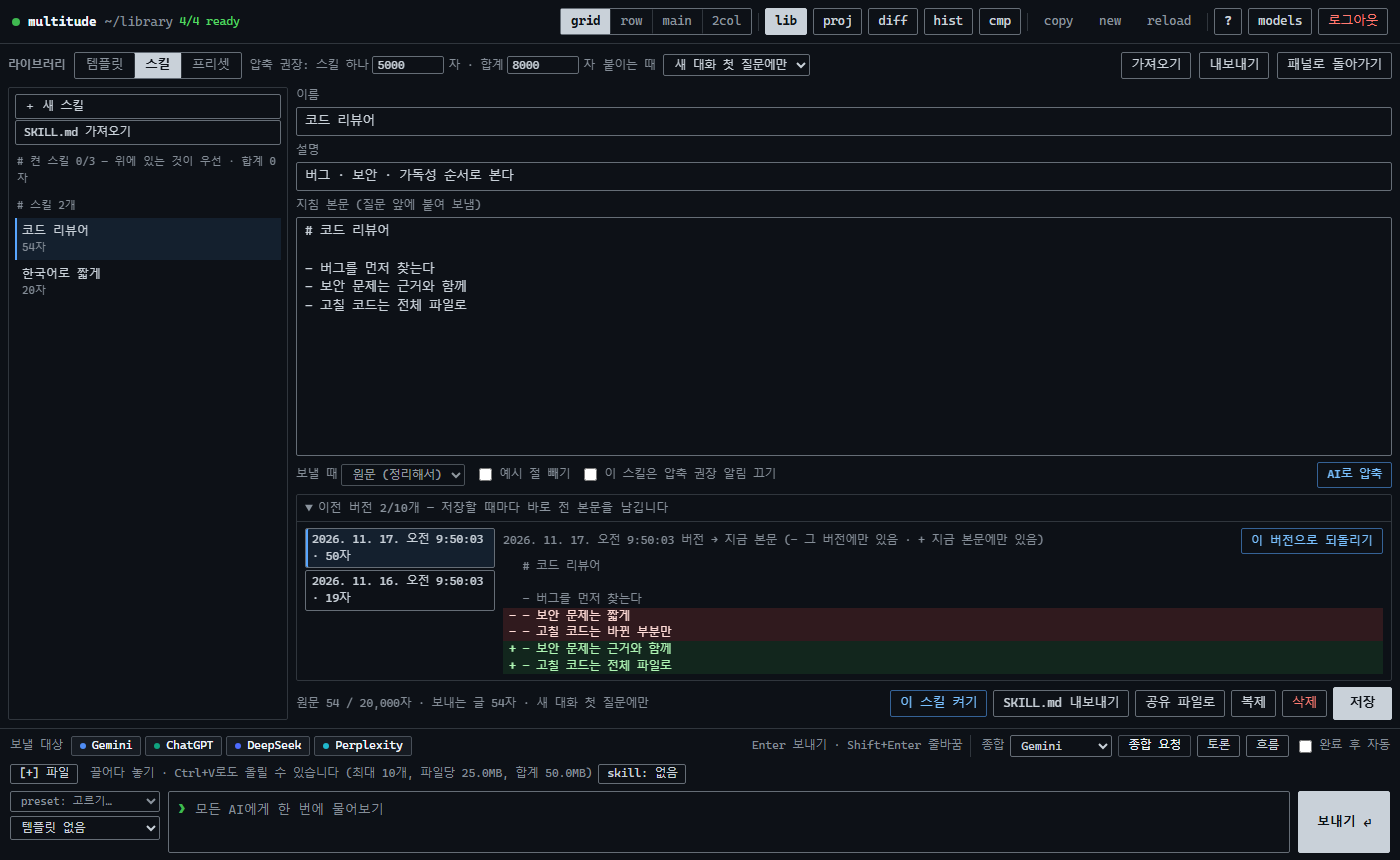 multitude ~/library 4/4 ready
grid row main 2col lib proj diff hist cmp copy new reload ? models 로그아웃
라이브러리 템플릿 스킬 프리셋 압축 권장: 스킬 하나 5000 자 · 합계 8000 자 붙이는 때 새 대화 첫 질문에만 가져오기 내보내기 패널로 돌아가기
+ 새 스킬
SKILL.md 가져오기
# 켠 스킬 0/3 — 위에 있는 것이 우선 · 합계 0
자
# 스킬 2개
코드 리뷰어
54자
한국어로 짧게
20자
이름
코드 리뷰어
설명
버그 · 보안 · 가독성 순서로 본다
지침 본문 (질문 앞에 붙여 보냄)
# 코드 리뷰어
- 버그를 먼저 찾는다
- 보안 문제는 근거와 함께
- 고칠 코드는 전체 파일로
보낼 때 원문 (정리해서) 예시 절 빼기 이 스킬은 압축 권장 알림 끄기 AI로 압축
▼ 이전 버전 2/10개 — 저장할 때마다 바로 전 본문을 남깁니다
2026. 11. 17. 오전 9:50:03
· 50자
2026. 11. 16. 오전 9:50:03
· 19자
2026. 11. 17. 오전 9:50:03 버전 → 지금 본문 (- 그 버전에만 있음 · + 지금 본문에만 있음) 이 버전으로 되돌리기
# 코드 리뷰어
- 버그를 먼저 찾는다
- - 보안 문제는 짧게
- - 고칠 코드는 바뀐 부분만
+ - 보안 문제는 근거와 함께
+ - 고칠 코드는 전체 파일로
원문 54 / 20,000자 · 보내는 글 54자 · 새 대화 첫 질문에만 이 스킬 켜기 SKILL.md 내보내기 공유 파일로 복제 삭제 저장
보낼 대상 Gemini ChatGPT DeepSeek Perplexity Enter 보내기 · Shift+Enter 줄바꿈 종합 Gemini 종합 요청 토론 흐름 완료 후 자동
[+] 파일 끌어다 놓기 · Ctrl+V로도 올릴 수 있습니다 (최대 10개, 파일당 25.0MB, 합계 50.0MB) skill: 없음
preset: 고르기…
템플릿 없음
❯ 모든 AI에게 한 번에 물어보기
보내기 ↵